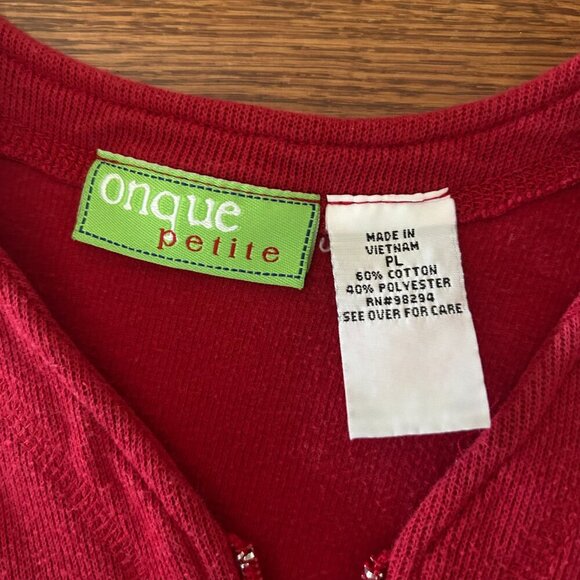 onque
petite
MADE IN
VIETNAM
PL
60% COTTON
40% POLYESTER
RN#98294
SEE OVER FOR CARE